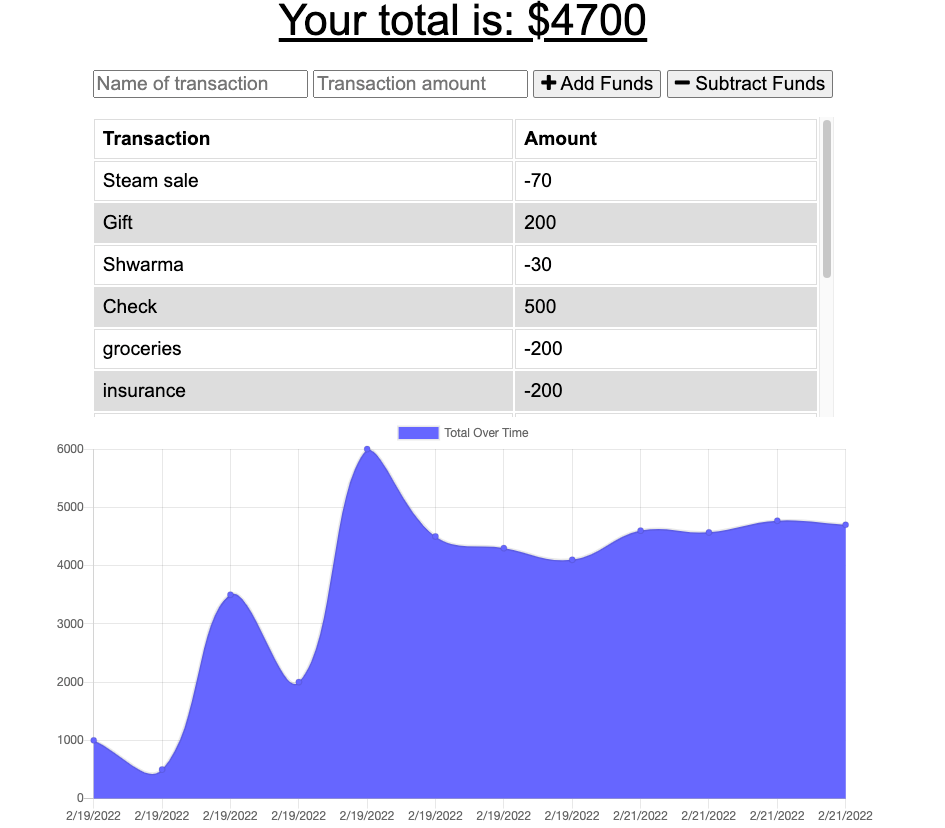 Your total is: $4700
Name of transaction Transaction amount + Add Funds − Subtract Funds
Transaction Amount
Steam sale -70
Gift 200
Shwarma -30
Check 500
groceries -200
insurance -200
Total Over Time
6000
5000
4000
3000
2000
1000
0
2/19/2022 2/19/2022 2/19/2022 2/19/2022 2/19/2022 2/19/2022 2/19/2022 2/19/2022 2/21/2022 2/21/2022 2/21/2022 2/21/2022